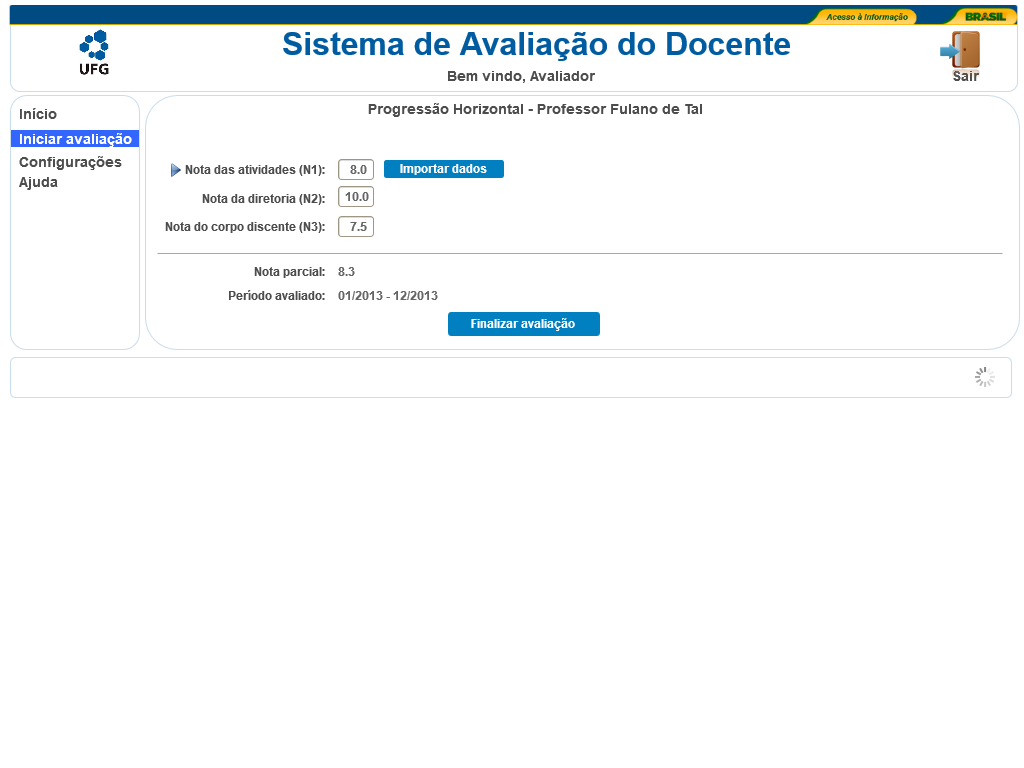 Acesso à Informação BRASIL
Sistema de Avaliação do Docente
UFG
Bem vindo, Avaliador
Sair
Início
Iniciar avaliação
Configurações
Ajuda
Progressão Horizontal - Professor Fulano de Tal
Nota das atividades (N1): 8.0 Importar dados
Nota da diretoria (N2): 10.0
Nota do corpo discente (N3): 7.5
Nota parcial: 8.3
Período avaliado: 01/2013 - 12/2013
Finalizar avaliação